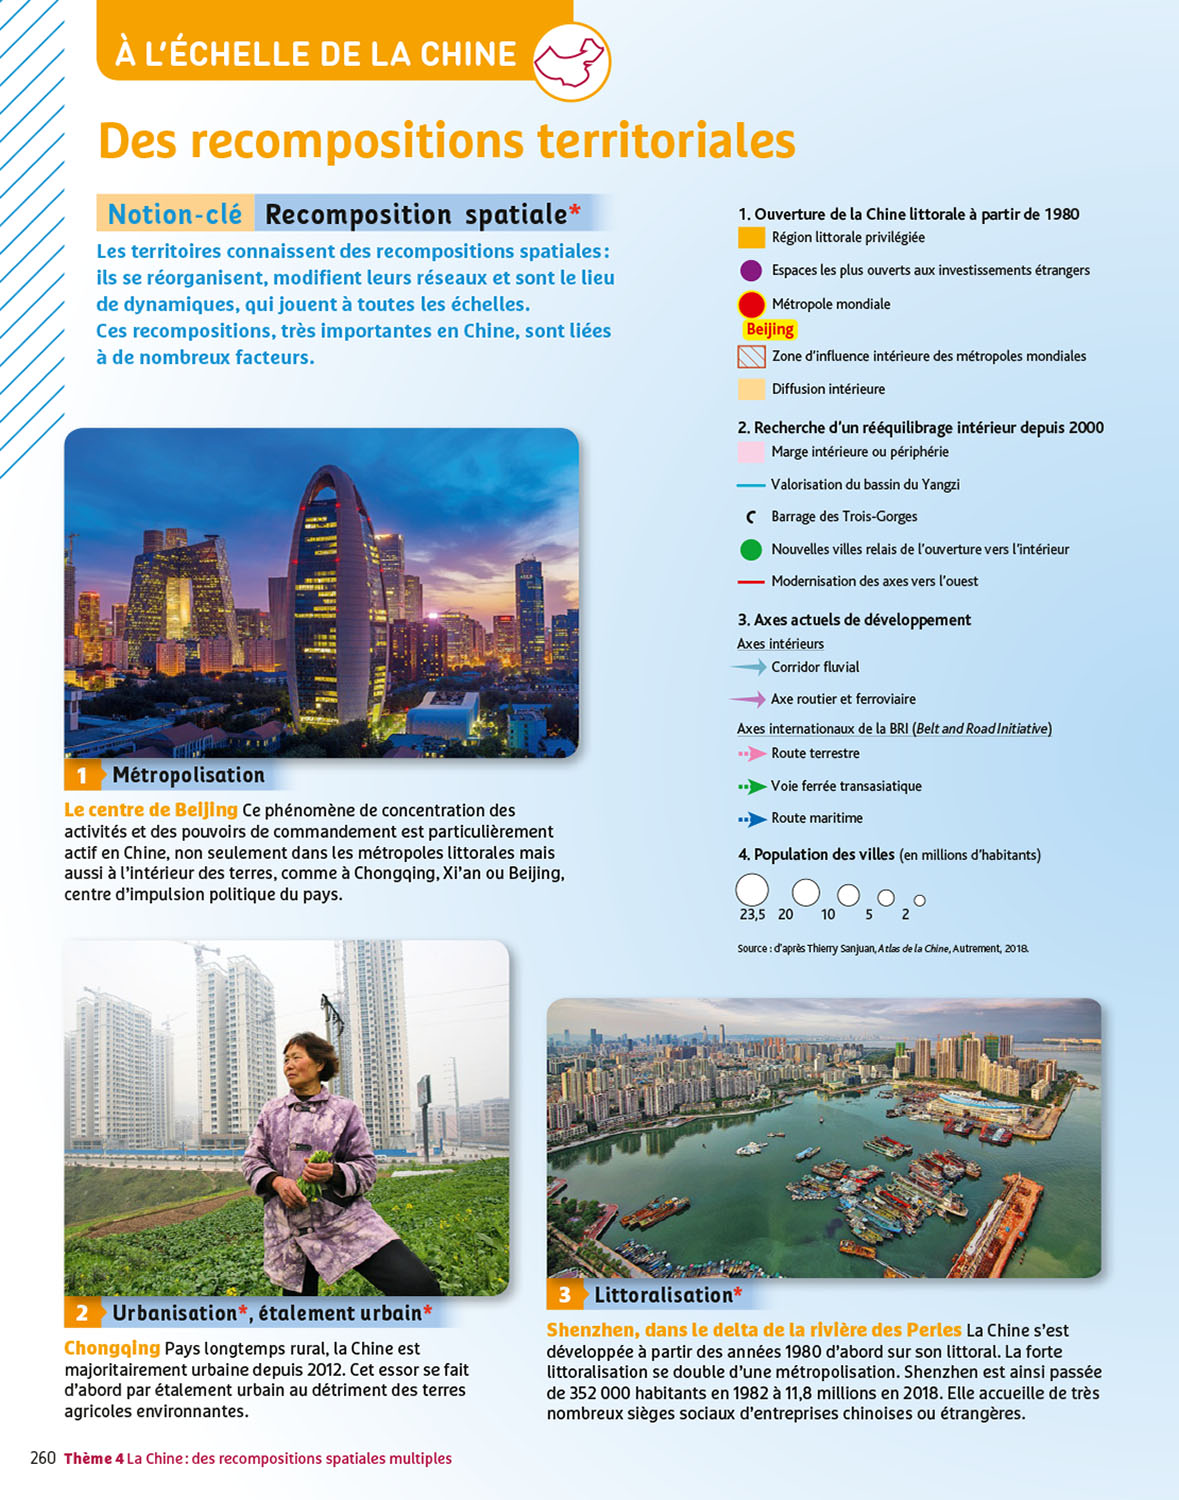 À L'ÉCHELLE DE LA CHINE
Des recompositions territoriales
Notion-clé Recomposition spatiale*
Les territoires connaissent des recompositions spatiales :
ils se réorganisent, modifient leurs réseaux et sont le lieu
de dynamiques, qui jouent à toutes les échelles.
Ces recompositions, très importantes en Chine, sont liées
à de nombreux facteurs.
1 Métropolisation
Le centre de Beijing Ce phénomène de concentration des
activités et des pouvoirs de commandement est particulièrement
actif en Chine, non seulement dans les métropoles littorales mais
aussi à l'intérieur des terres, comme à Chongqing, Xi'an ou Beijing,
centre d'impulsion politique du pays.
2 Urbanisation*, étalement urbain*
Chongqing Pays longtemps rural, la Chine est
majoritairement urbaine depuis 2012. Cet essor se fait
d'abord par étalement urbain au détriment des terres
agricoles environnantes.
1. Ouverture de la Chine littorale à partir de 1980
Région littorale privilégiée
Espaces les plus ouverts aux investissements étrangers
Métropole mondiale
Beijing
Zone d'influence intérieure des métropoles mondiales
Diffusion intérieure
2. Recherche d'un rééquilibrage intérieur depuis 2000
Marge intérieure ou périphérie
Valorisation du bassin du Yangzi
Barrage des Trois-Gorges
Nouvelles villes relais de l'ouverture vers l'intérieur
Modernisation des axes vers l'ouest
3. Axes actuels de développement
Axes intérieurs
Corridor fluvial
Axe routier et ferroviaire
Axes internationaux de la BRI (Belt and Road Initiative)
Route terrestre
Voie ferrée transasiatique
Route maritime
4. Population des villes (en millions d'habitants)
23,5 20 10 5 2
Source : d'après Thierry Sanjuan, Atlas de la Chine, Autrement, 2018.
3 Littoralisation*
Shenzhen, dans le delta de la rivière des Perles La Chine s'est
développée à partir des années 1980 d'abord sur son littoral. La forte
littoralisation se double d'une métropolisation. Shenzhen est ainsi passée
de 352 000 habitants en 1982 à 11,8 millions en 2018. Elle accueille de très
nombreux sièges sociaux d'entreprises chinoises ou étrangères.
260 Thème 4 La Chine : des recompositions spatiales multiples